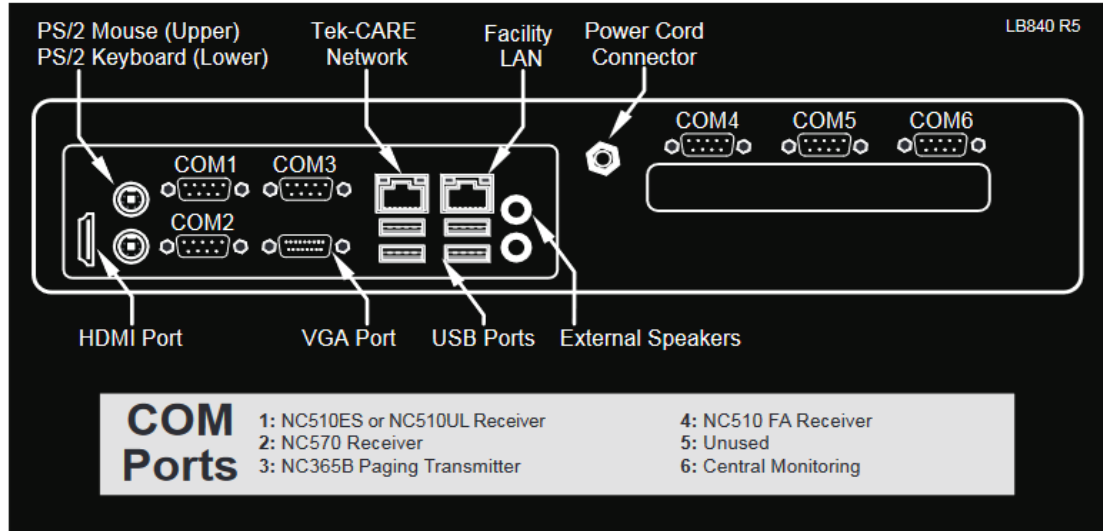 PS/2 Mouse (Upper)
PS/2 Keyboard (Lower)
Tek-CARE
Network
Facility
LAN
Power Cord
Connector
LB840 R5
COM1
COM3
COM2
COM4
COM5
COM6
HDMI Port
VGA Port
USB Ports
External Speakers
COM
Ports
1: NC510ES or NC510UL Receiver
2: NC570 Receiver
3: NC365B Paging Transmitter
4: NC510 FA Receiver
5: Unused
6: Central Monitoring